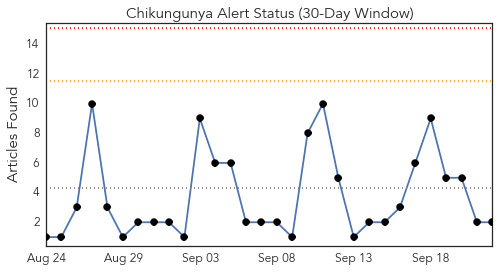 Chikungunya Alert Status (30-Day Window)
Articles Found
14
12
10
8
6
4
2
Aug 24 Aug 29 Sep 03 Sep 08 Sep 13 Sep 18